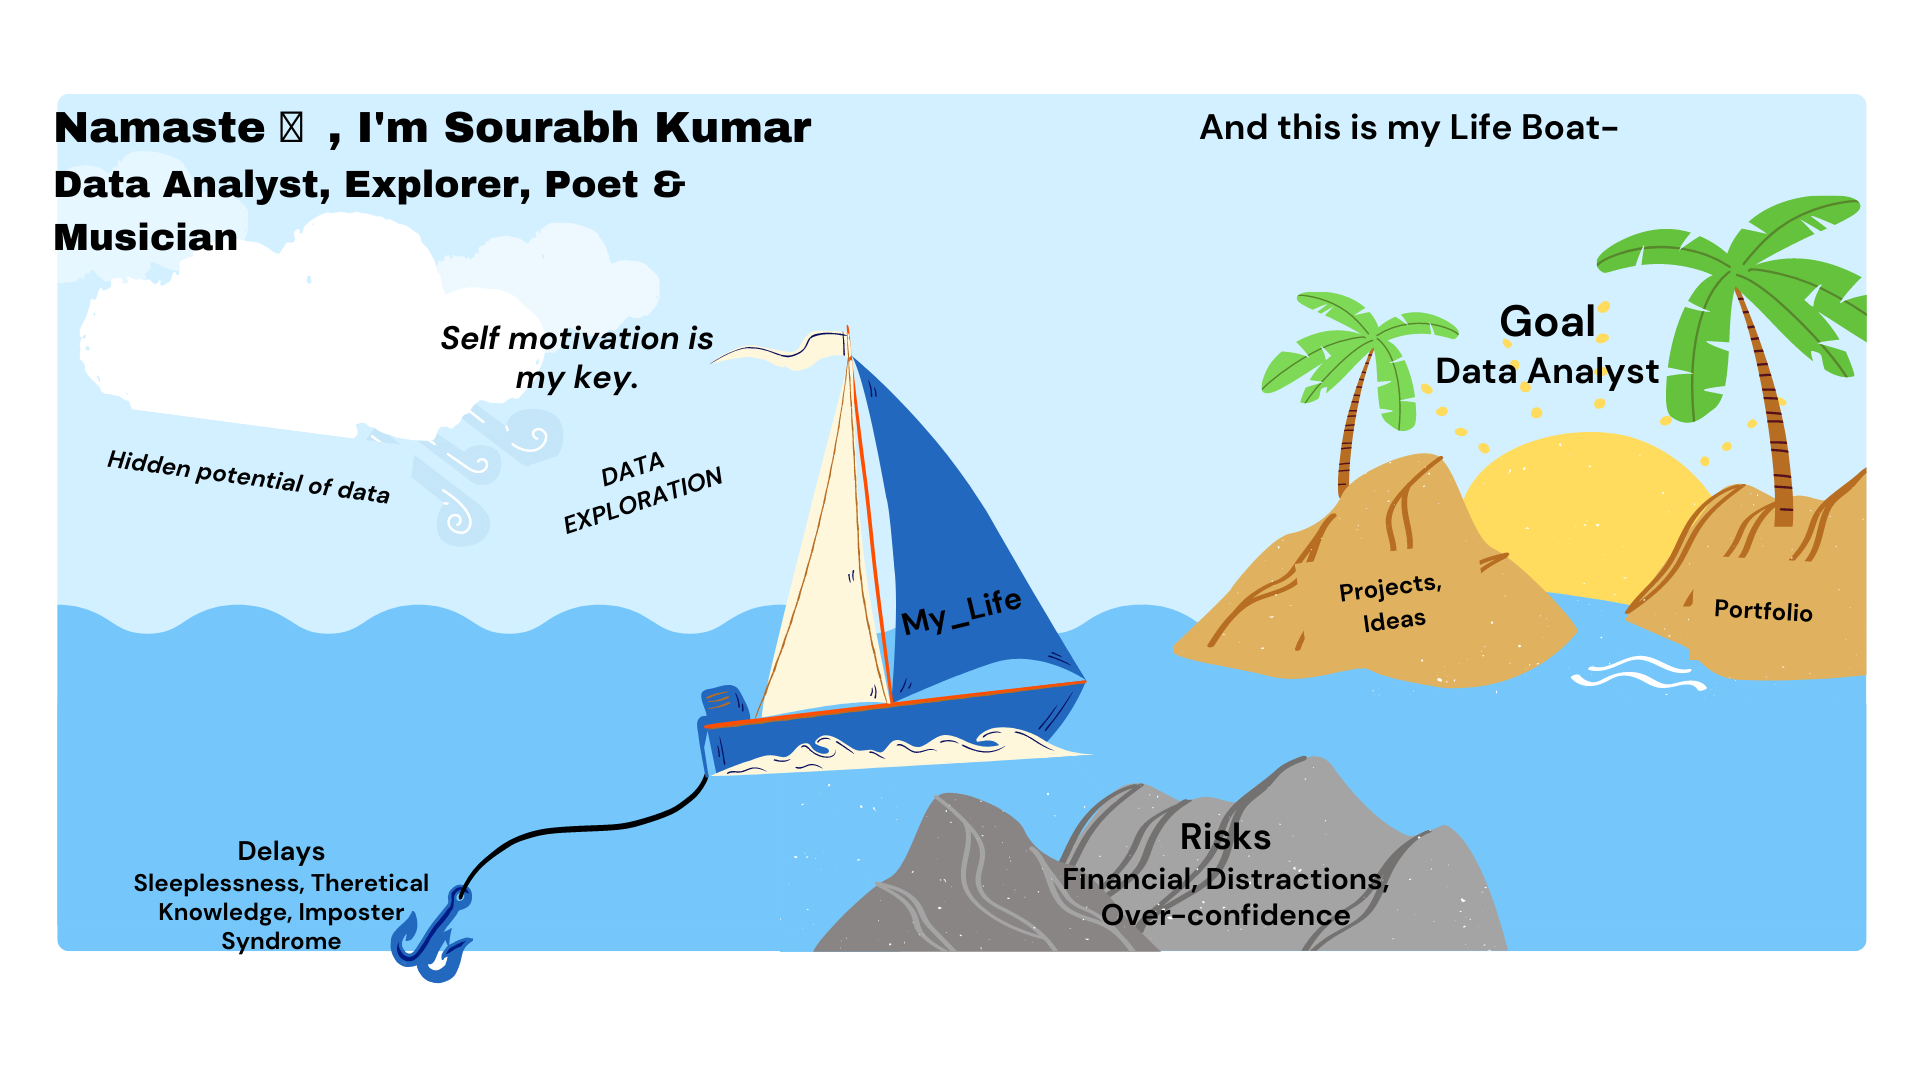 Namaste , I'm Sourabh Kumar
Data Analyst, Explorer, Poet &
Musician
And this is my Life Boat-
Self motivation is
my key.
Hidden potential of data
DATA
EXPLORATION
My_Life
Goal
Data Analyst
Projects,
Ideas
Portfolio
Delays
Sleeplessness, Theretical
Knowledge, Imposter
Syndrome
Risks
Financial, Distractions,
Over-confidence